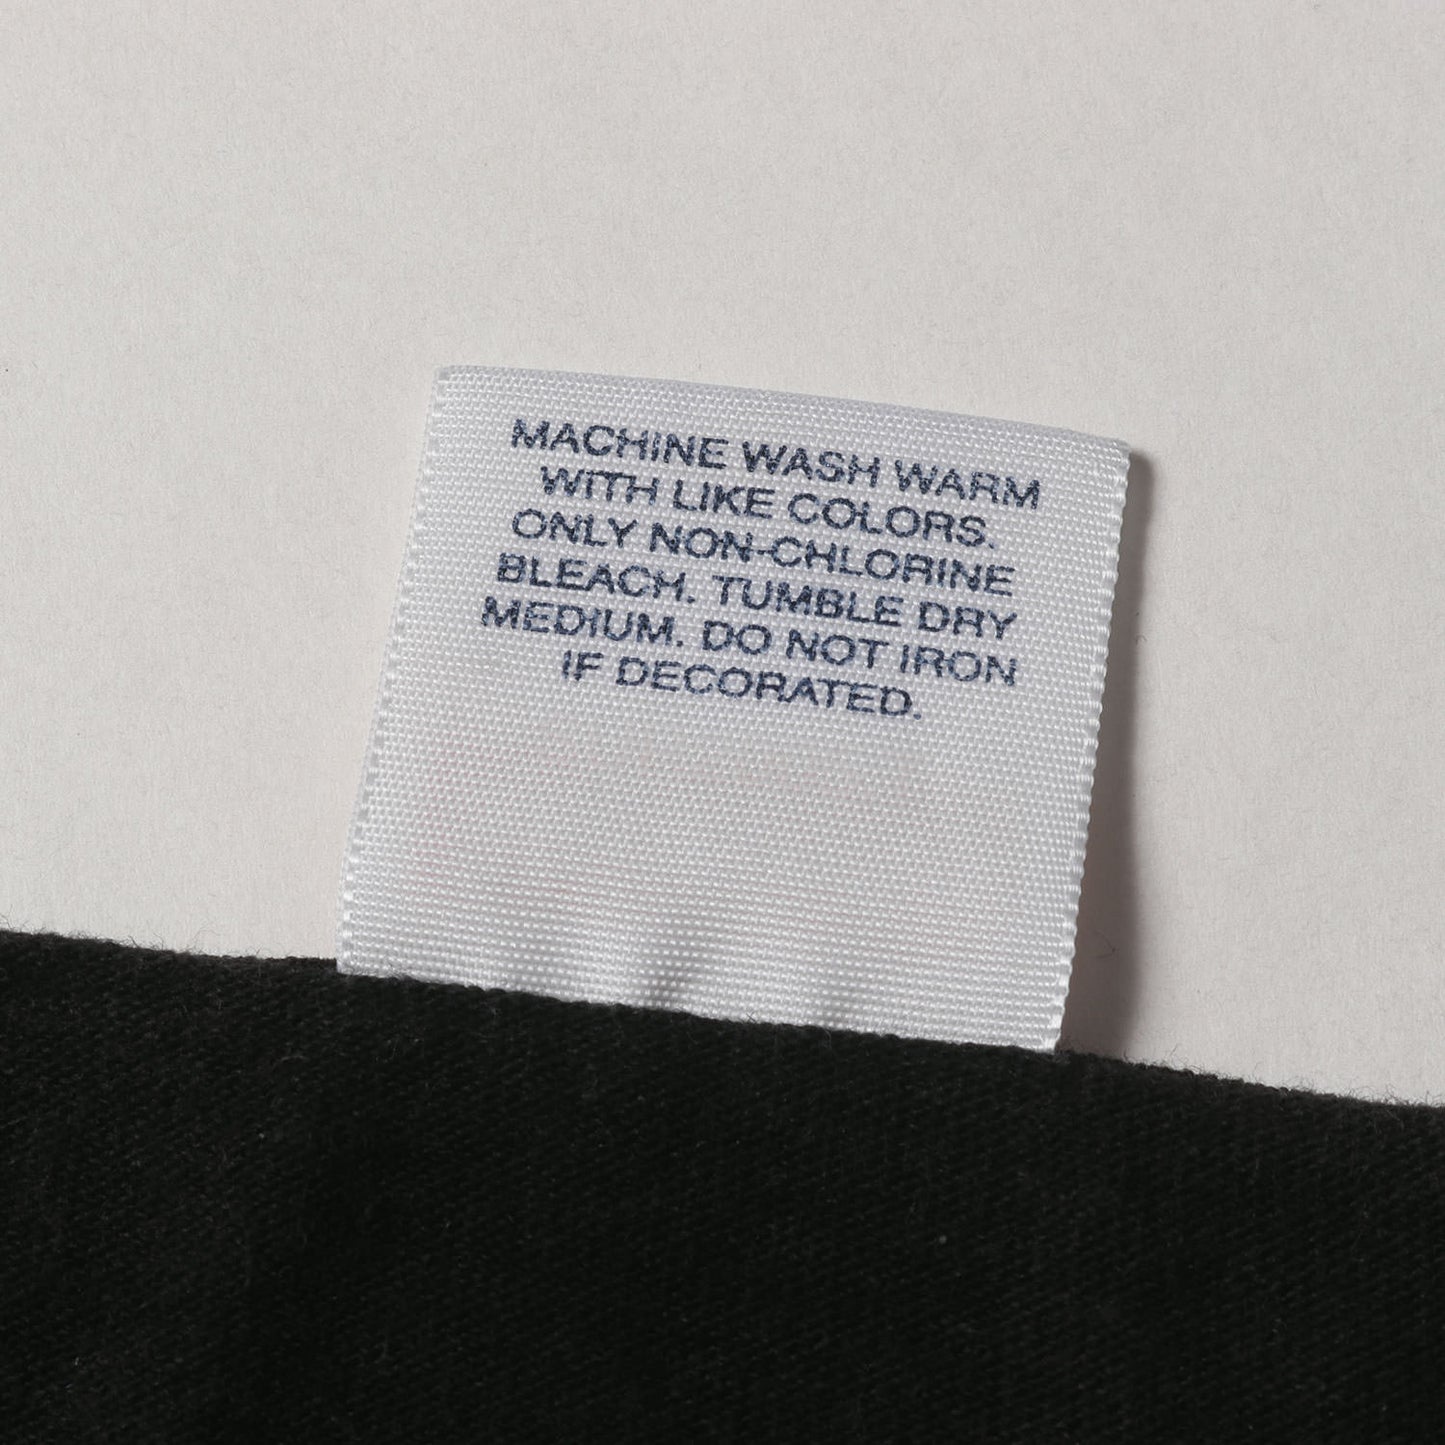 MACHINE WASH WARM
WITH LIKE COLORS.
ONLY NON-CHLORINE
BLEACH. TUMBLE DRY
MEDIUM. DO NOT IRON
IF DECORATED.